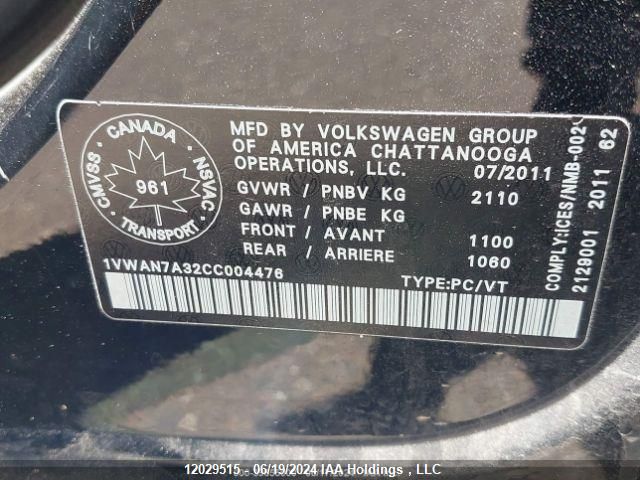 MFD BY VOLKSWAGEN GROUP
OF AMERICA CHATTANOOGA
OPERATIONS, LLC. 07/2011
GVWR / PNBV KG 2110
GAWR / PNBE KG
FRONT / AVANT 1100
REAR / ARRIERE 1060
CANADA
CMVSS
NSVAC
961
TRANSPORT
1VWAN7A32CC004476 TYPE:PC/VT
COMPLY:ICES/NMB-002
2128001 2011 62
12029515 - 06/19/2024 IAA Holdings , LLC